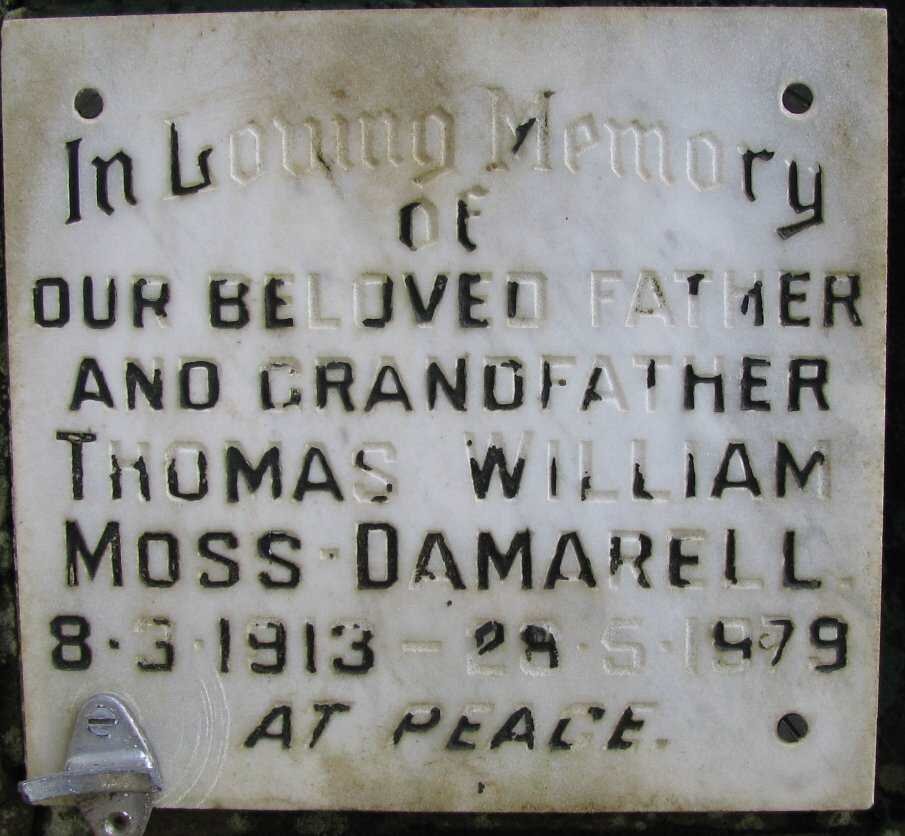 In Loving Memory
of
OUR BELOVED FATHER
AND GRANDFATHER
THOMAS WILLIAM
MOSS-DAMARELL.
8·3·1913 – 28·5·1979
AT PEACE.